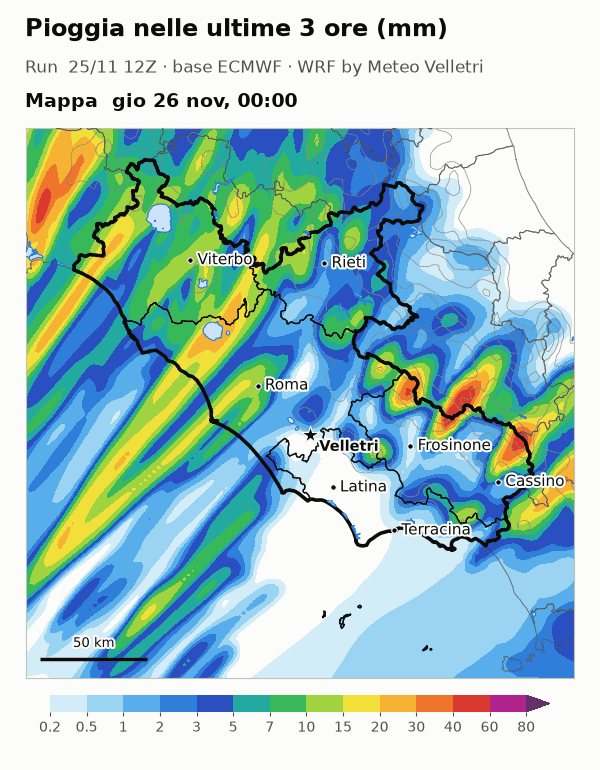 Pioggia nelle ultime 3 ore (mm)
Run  25/11 12Z · base ECMWF · WRF by Meteo Velletri
Mappa  gio 26 nov, 00:00
Viterbo
Rieti
Roma
Velletri
Frosinone
Cassino
Latina
Terracina
50 km
0.2 0.5 1 2 3 5 7 10 15 20 30 40 60 80